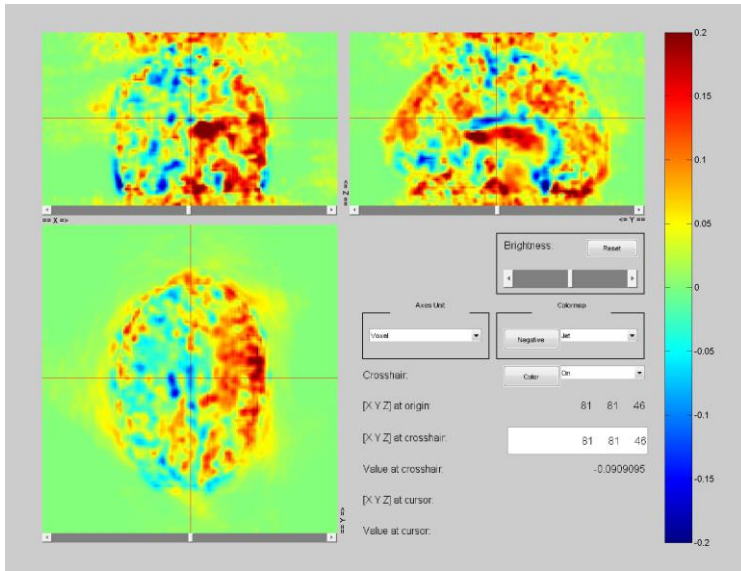 0.2
0.15
0.1
0.05
0
-0.05
-0.1
-0.15
-0.2
== X =>
== Z =>
<= Y ==
== Y =>
Brightness: Reset
Axes Unit Colormap
Voxel Negative Jet
Crosshair: Color On
[X Y Z] at origin: 81 81 46
[X Y Z] at crosshair: 81 81 46
Value at crosshair: -0.0909095
[X Y Z] at cursor:
Value at cursor: